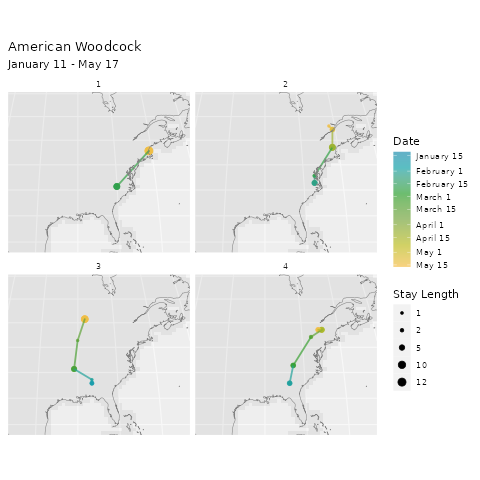 American Woodcock
January 11 - May 17
1
2
3
4
Date
January 15
February 1
February 15
March 1
March 15
April 1
April 15
May 1
May 15
Stay Length
1
2
5
10
12